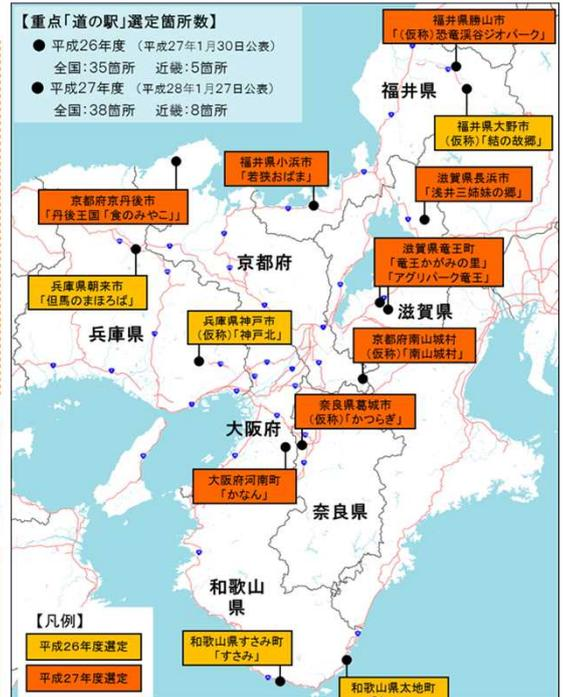 【重点「道の駅」選定箇所数】
● 平成26年度 （平成27年1月30日公表）
全国：35箇所 近畿：5箇所
● 平成27年度 （平成28年1月27日公表）
全国：38箇所 近畿：8箇所
福井県勝山市
「(仮称)恐竜渓谷ジオパーク」
福井県
福井県大野市
(仮称)「結の故郷」
福井県小浜市
「若狭おばま」
滋賀県長浜市
「浅井三姉妹の郷」
京都府京丹後市
「丹後王国「食のみやこ」」
滋賀県竜王町
「竜王かがみの里」
「アグリパーク竜王」
京都府
兵庫県朝来市
「但馬のまほろば」
滋賀県
兵庫県
兵庫県神戸市
(仮称)「神戸北」
京都府南山城村
(仮称)「南山城村」
奈良県葛城市
(仮称)「かつらぎ」
大阪府
大阪府河南町
「かなん」
奈良県
和歌山
県
【凡例】
平成26年度選定
平成27年度選定
和歌山県すさみ町
「すさみ」
和歌山県太地町